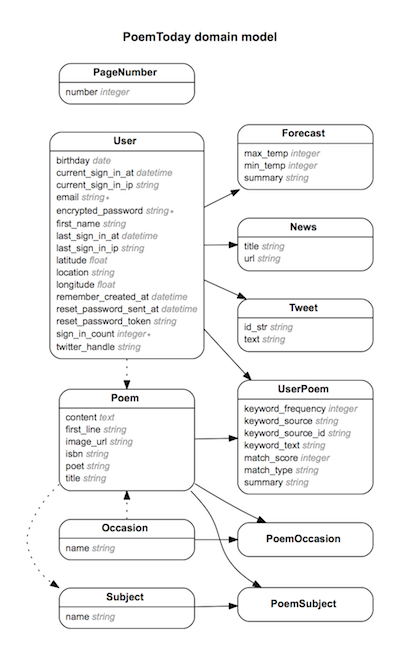 PoemToday domain model
PageNumber
number integer
User
birthday date
current_sign_in_at datetime
current_sign_in_ip string
email string *
encrypted_password string *
first_name string
last_sign_in_at datetime
last_sign_in_ip string
latitude float
location string
longitude float
remember_created_at datetime
reset_password_sent_at datetime
reset_password_token string
sign_in_count integer *
twitter_handle string
Forecast
max_temp integer
min_temp integer
summary string
News
title string
url string
Tweet
id_str string
text string
Poem
content text
first_line string
image_url string
isbn string
poet string
title string
UserPoem
keyword_frequency integer
keyword_source string
keyword_source_id string
keyword_text string
match_score integer
match_type string
summary string
Occasion
name string
PoemOccasion
Subject
name string
PoemSubject